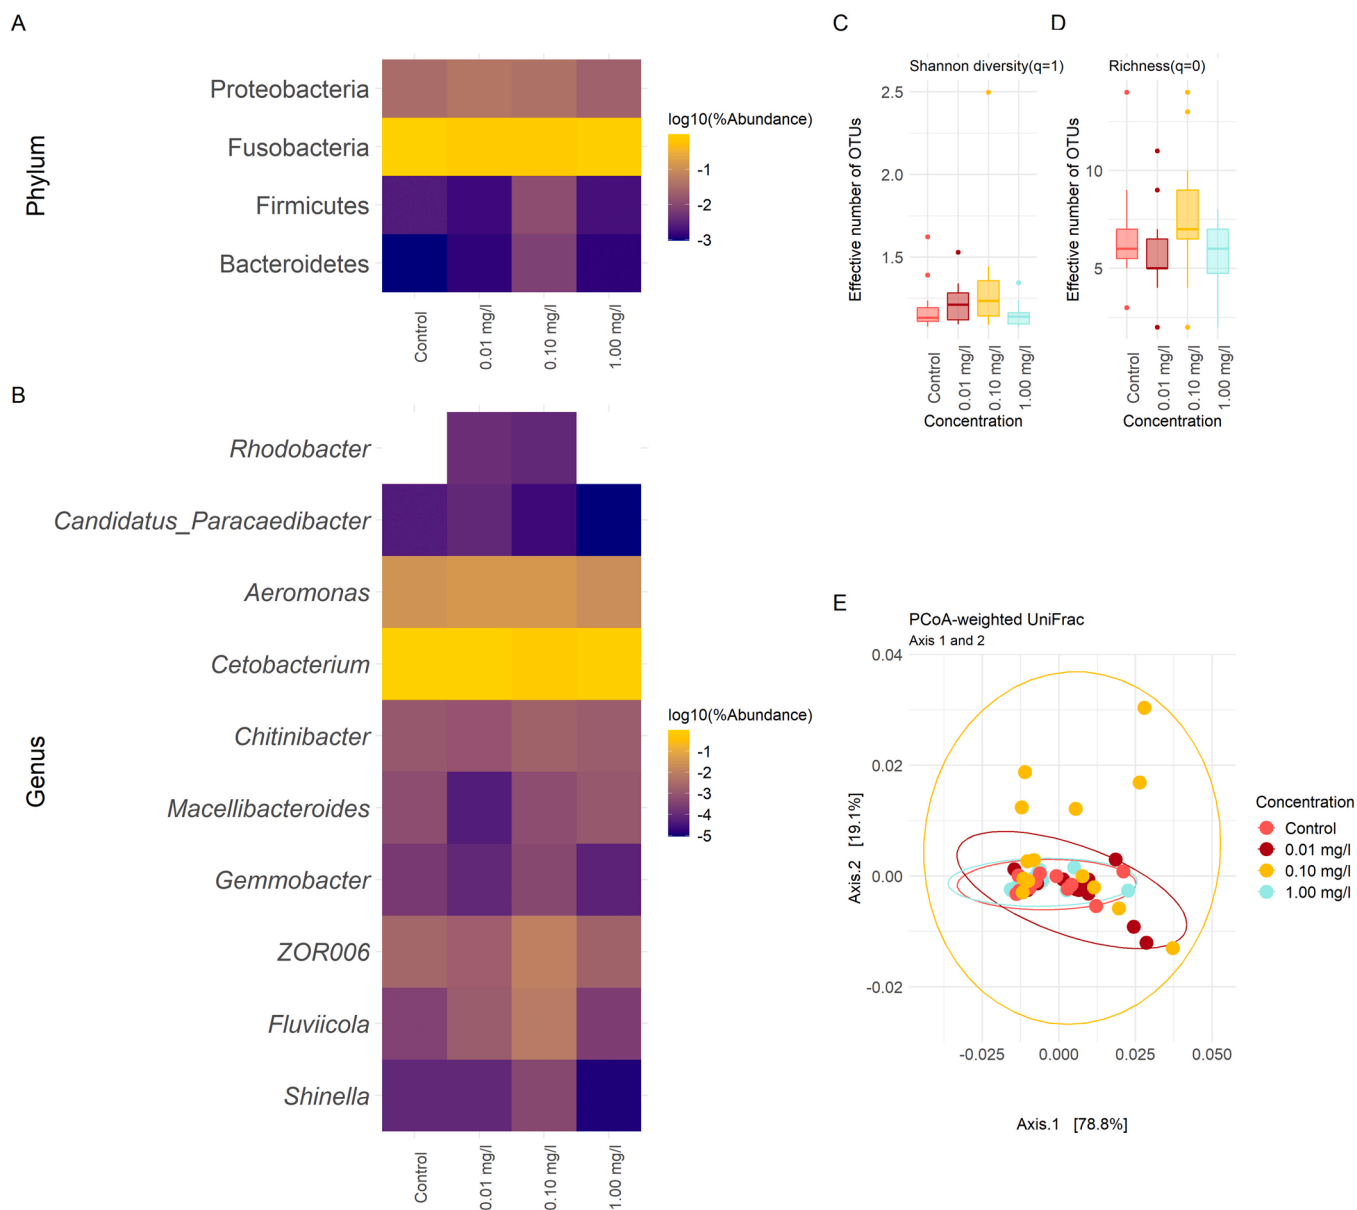 A
Phylum
Proteobacteria
Fusobacteria
Firmicutes
Bacteroidetes
Control
0.01 mg/l
0.10 mg/l
1.00 mg/l
log10(%Abundance)
-1
-2
-3
B
Genus
Rhodobacter
Candidatus_Paracaedibacter
Aeromonas
Cetobacterium
Chitinibacter
Macellibacteroides
Gemmobacter
ZOR006
Fluviicola
Shinella
Control
0.01 mg/l
0.10 mg/l
1.00 mg/l
log10(%Abundance)
-1
-2
-3
-4
-5
C
Shannon diversity(q=1)
Effective number of OTUs
2.5
2.0
1.5
Control
0.01 mg/l
0.10 mg/l
1.00 mg/l
Concentration
D
Richness(q=0)
Effective number of OTUs
10
5
Control
0.01 mg/l
0.10 mg/l
1.00 mg/l
Concentration
E
PCoA-weighted UniFrac
Axis 1 and 2
Axis.2 [19.1%]
0.04
0.02
0.00
-0.02
-0.025
0.000
0.025
0.050
Axis.1 [78.8%]
Concentration
Control
0.01 mg/l
0.10 mg/l
1.00 mg/l